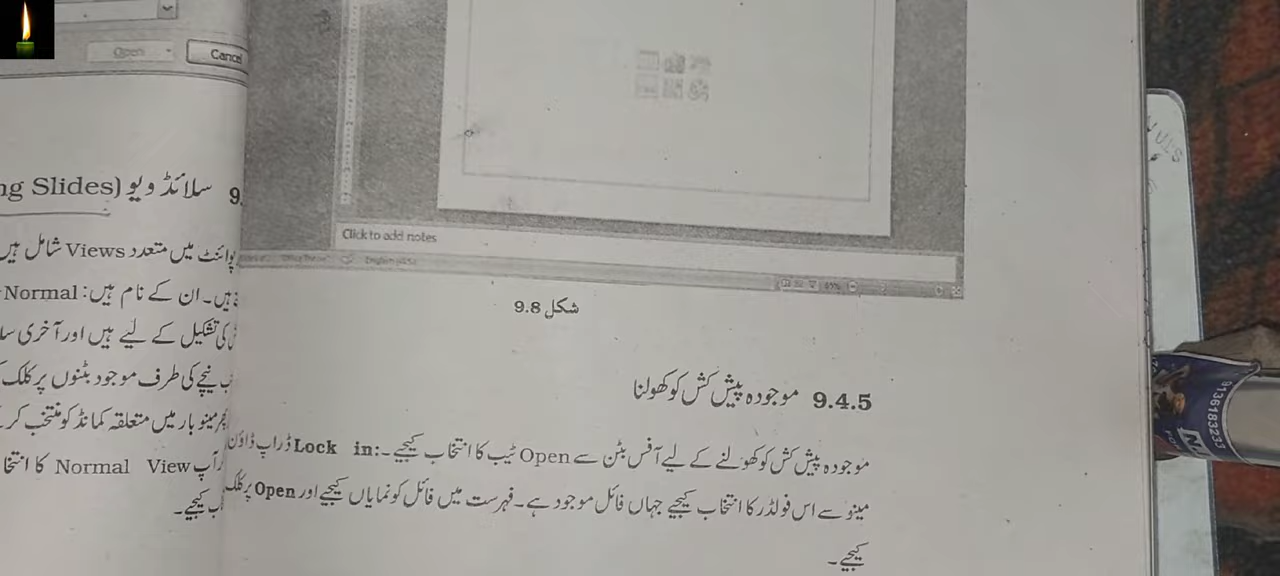 Open
Cancel
Click to add notes
شکل 9.8
9.4.5 موجودہ پیش کش کو کھولنا
موجودہ پیش کش کو کھولنے کے لیے آفس بٹن سے Open ٹیب کا انتخاب کیجیے۔ Lock in: ڈراپ ڈاؤن
مینو سے اس فولڈر کا انتخاب کیجیے جہاں فائل موجود ہے۔ فہرست میں فائل کو نمایاں کیجیے اور Open پر کلک
کیجیے۔
9. سلائڈ ویو (ng Slides)
پوائنٹ میں متعدد Views شامل ہیں
ہیں۔ ان کے نام ہیں: Normal
کی تشکیل کے لیے ہیں اور آخری
نیچے کی طرف موجود بٹنوں پر کلک
مینو بار میں متعلقہ کمانڈ کو منتخب کر
آپ Normal View کا
کیجیے۔